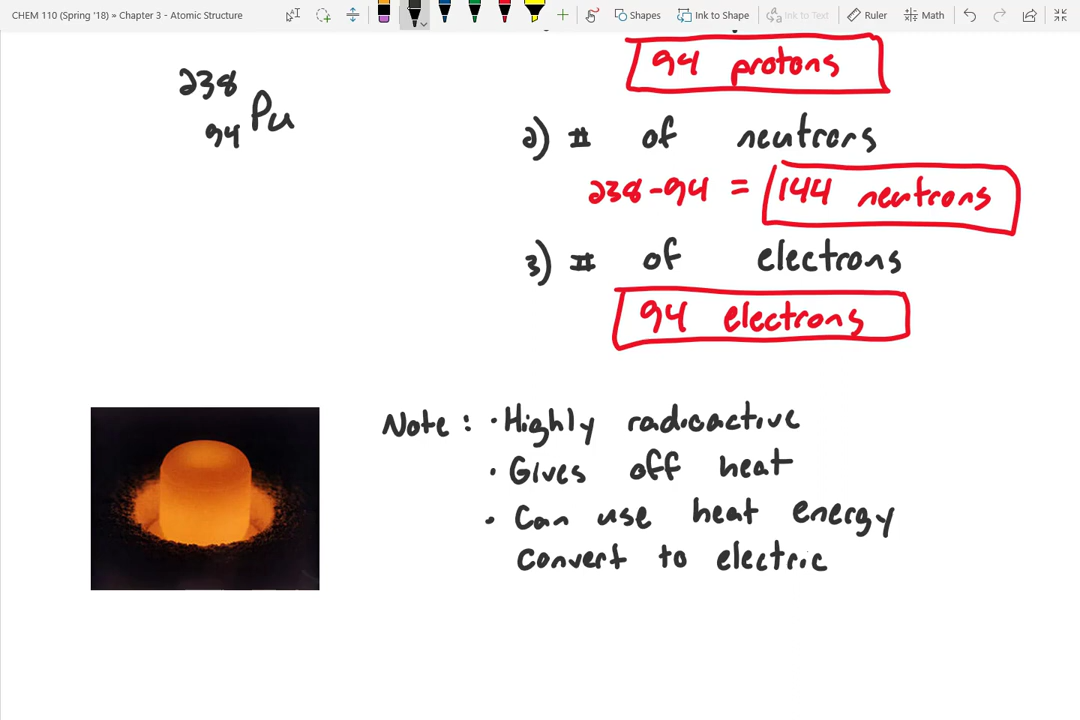 CHEM 110 (Spring '18) » Chapter 3 - Atomic Structure
Shapes Ink to Shape Ink to Text Ruler Math
94 protons
238
94 Pu
2) # of neutrons
238-94 = 144 neutrons
3) # of electrons
94 electrons
Note: · Highly radioactive
· Gives off heat
· Can use heat energy
convert to electric